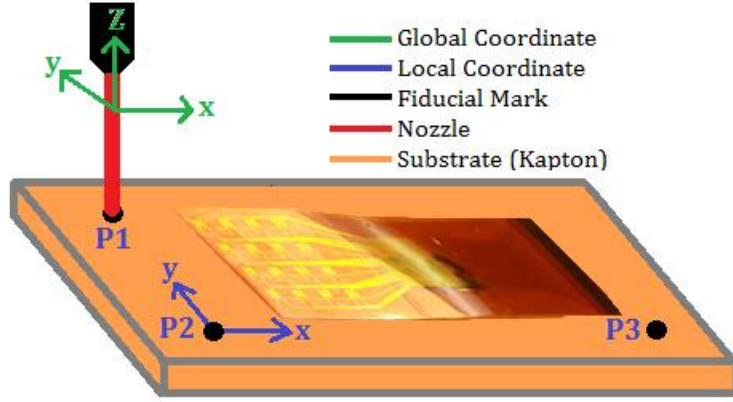 Z
y
x
Global Coordinate
Local Coordinate
Fiducial Mark
Nozzle
Substrate (Kapton)
P1
y
P2
x
P3